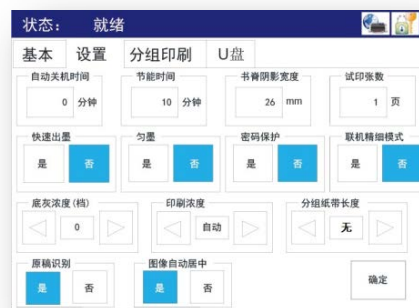 状态： 就绪
基本 设置 分组印刷 U盘
自动关机时间 节能时间 书脊阴影宽度 试印张数
0 分钟 10 分钟 26 mm 1 页
快速出墨 匀墨 密码保护 联机精细模式
是 否 是 否 是 否 是 否
底灰浓度(档) 印刷浓度 分组纸带长度
0 自动 无
原稿识别 图像自动居中
是 否 是 否 确定